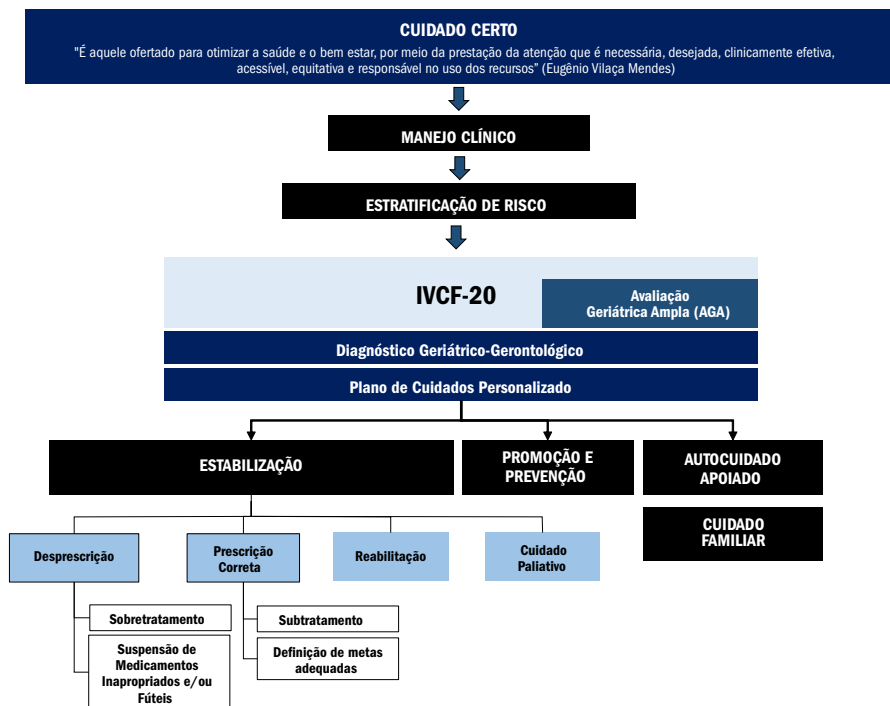 CUIDADO CERTO
"É aquele ofertado para otimizar a saúde e o bem estar, por meio da prestação da atenção que é necessária, desejada, clinicamente efetiva,
acessível, equitativa e responsável no uso dos recursos” (Eugênio Vilaça Mendes)
MANEJO CLÍNICO
ESTRATIFICAÇÃO DE RISCO
IVCF-20
Avaliação
Geriátrica Ampla (AGA)
Diagnóstico Geriátrico-Gerontológico
Plano de Cuidados Personalizado
ESTABILIZAÇÃO
PROMOÇÃO E
PREVENÇÃO
AUTOCUIDADO
APOIADO
CUIDADO
FAMILIAR
Desprescrição
Prescrição
Correta
Reabilitação
Cuidado
Paliativo
Sobretratamento
Suspensão de
Medicamentos
Inapropriados e/ou
Fúteis
Subtratamento
Definição de metas
adequadas